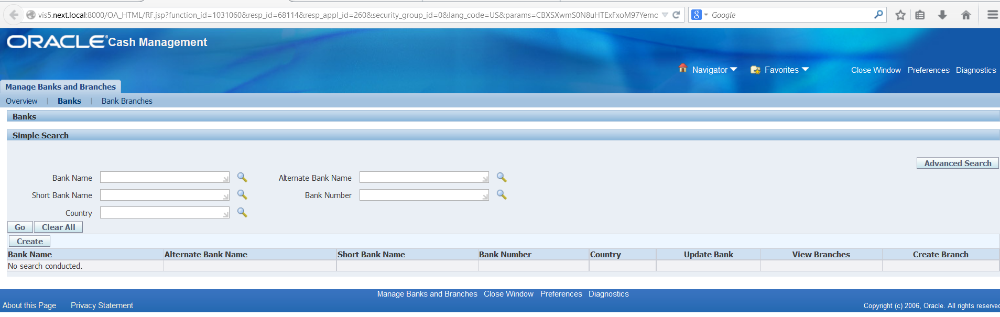 vis5.next.local:8000/OA_HTML/RF.jsp?function_id=1031060&resp_id=68114&resp_appl_id=260&security_group_id=0&lang_code=US&params=CBXSXwmS0N8uHTExFxoM97Yemc 8 Google
ORACLE® Cash Management
Navigator Favorites Close Window Preferences Diagnostics
Manage Banks and Branches
Overview | Banks | Bank Branches
Banks
Simple Search
Advanced Search
Bank Name Alternate Bank Name
Short Bank Name Bank Number
Country
Go Clear All
Create
Bank Name Alternate Bank Name Short Bank Name Bank Number Country Update Bank View Branches Create Branch
No search conducted.
Manage Banks and Branches Close Window Preferences Diagnostics
About this Page Privacy Statement Copyright (c) 2006, Oracle. All rights reserve